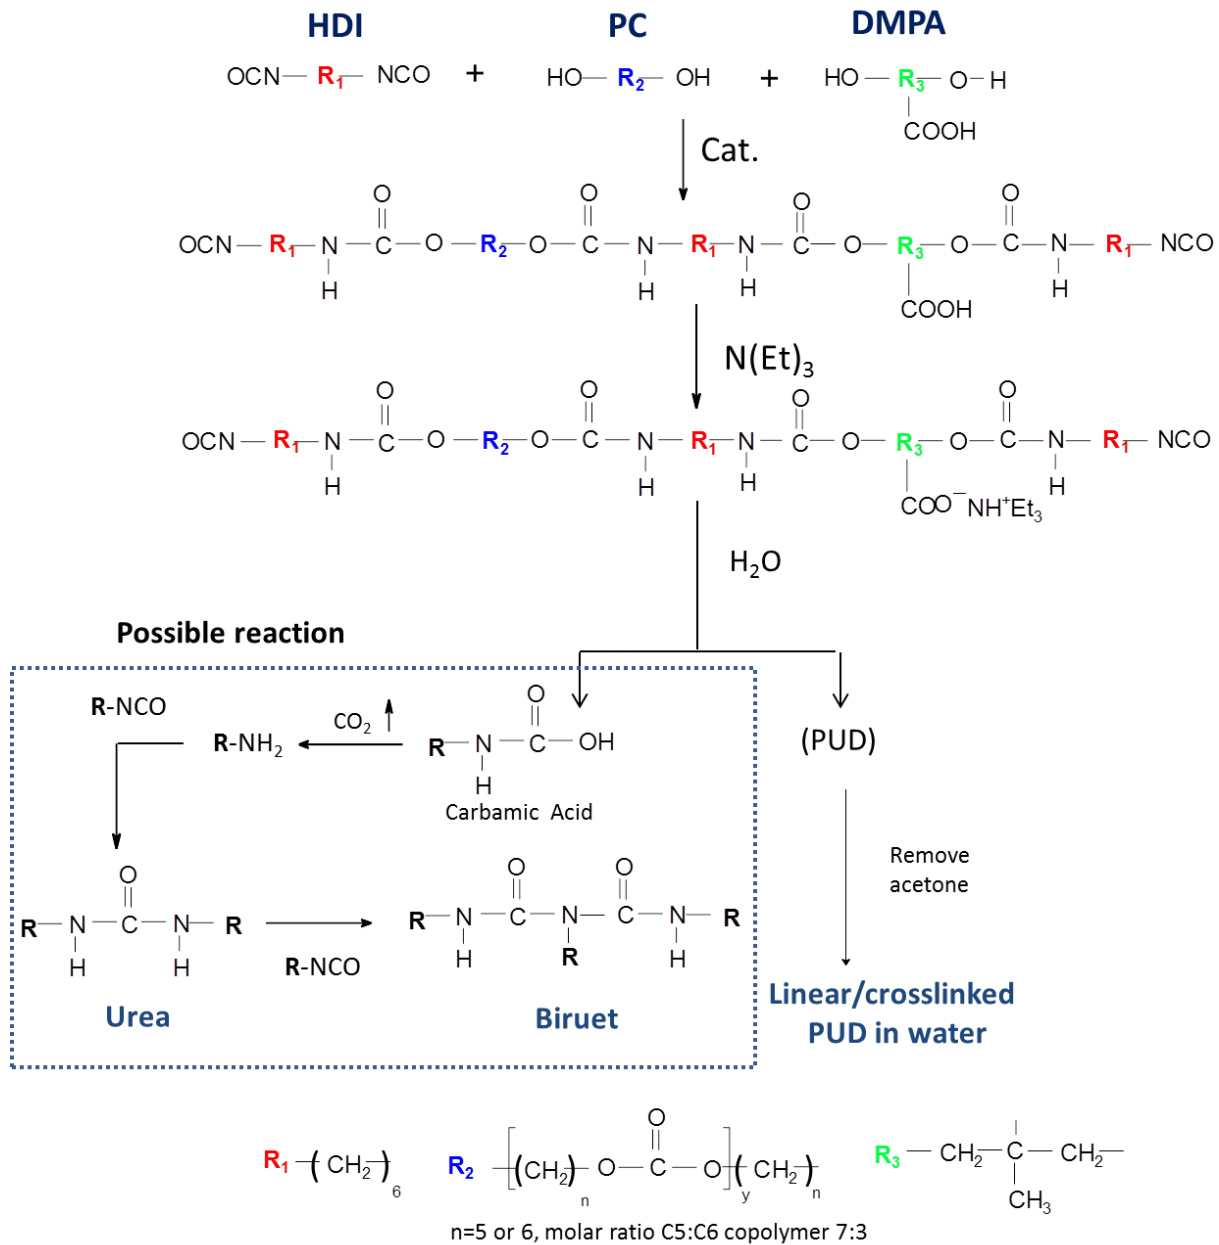 HDI PC DMPA
OCN R₁ NCO + HO R₂ OH + HO R₃ O H
COOH
Cat.
O O O O
OCN R₁ N C O R₂ O C N R₁ N C O R₃ O C N R₁ NCO
H H H H
COOH
N(Et)₃
O O O O
OCN R₁ N C O R₂ O C N R₁ N C O R₃ O C N R₁ NCO
H H H H
COO⁻NH⁺Et₃
H₂O
Possible reaction
R-NCO
O
CO₂
R-NH₂
R N C OH
H
Carbamic Acid
(PUD)
Remove
acetone
O
R N C N R
H H
R-NCO
Urea
O O
R N C N C N R
H R H
Biruet
Linear/crosslinked
PUD in water
R₁ (CH₂)₆
O
R₂ [(CH₂)ₙ O C O]y (CH₂)ₙ
R₃ CH₂ C CH₂
CH₃
n=5 or 6, molar ratio C5:C6 copolymer 7:3